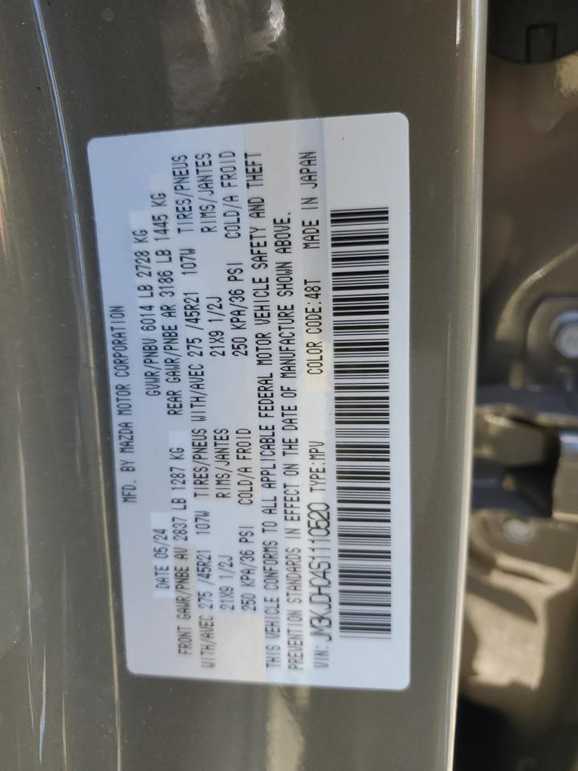 MFD. BY MAZDA MOTOR CORPORATION
DATE 05/24 GVWR/PNBV 6014 LB 2728 KG
FRONT GAWR/PNBE AV 2837 LB 1287 KG REAR GAWR/PNBE AR 3186 LB 1445 KG
WITH/AVEC 275 /45R21 107W TIRES/PNEUS WITH/AVEC 275 /45R21 107W TIRES/PNEUS
21X9 1/2J RIMS/JANTES 21X9 1/2J RIMS/JANTES
250 KPA/36 PSI COLD/A FROID 250 KPA/36 PSI COLD/A FROID
THIS VEHICLE CONFORMS TO ALL APPLICABLE FEDERAL MOTOR VEHICLE SAFETY AND THEFT
PREVENTION STANDARDS IN EFFECT ON THE DATE OF MANUFACTURE SHOWN ABOVE.
VIN: JM3KJDHC4S1110520 TYPE:MPV COLOR CODE:48T MADE IN JAPAN